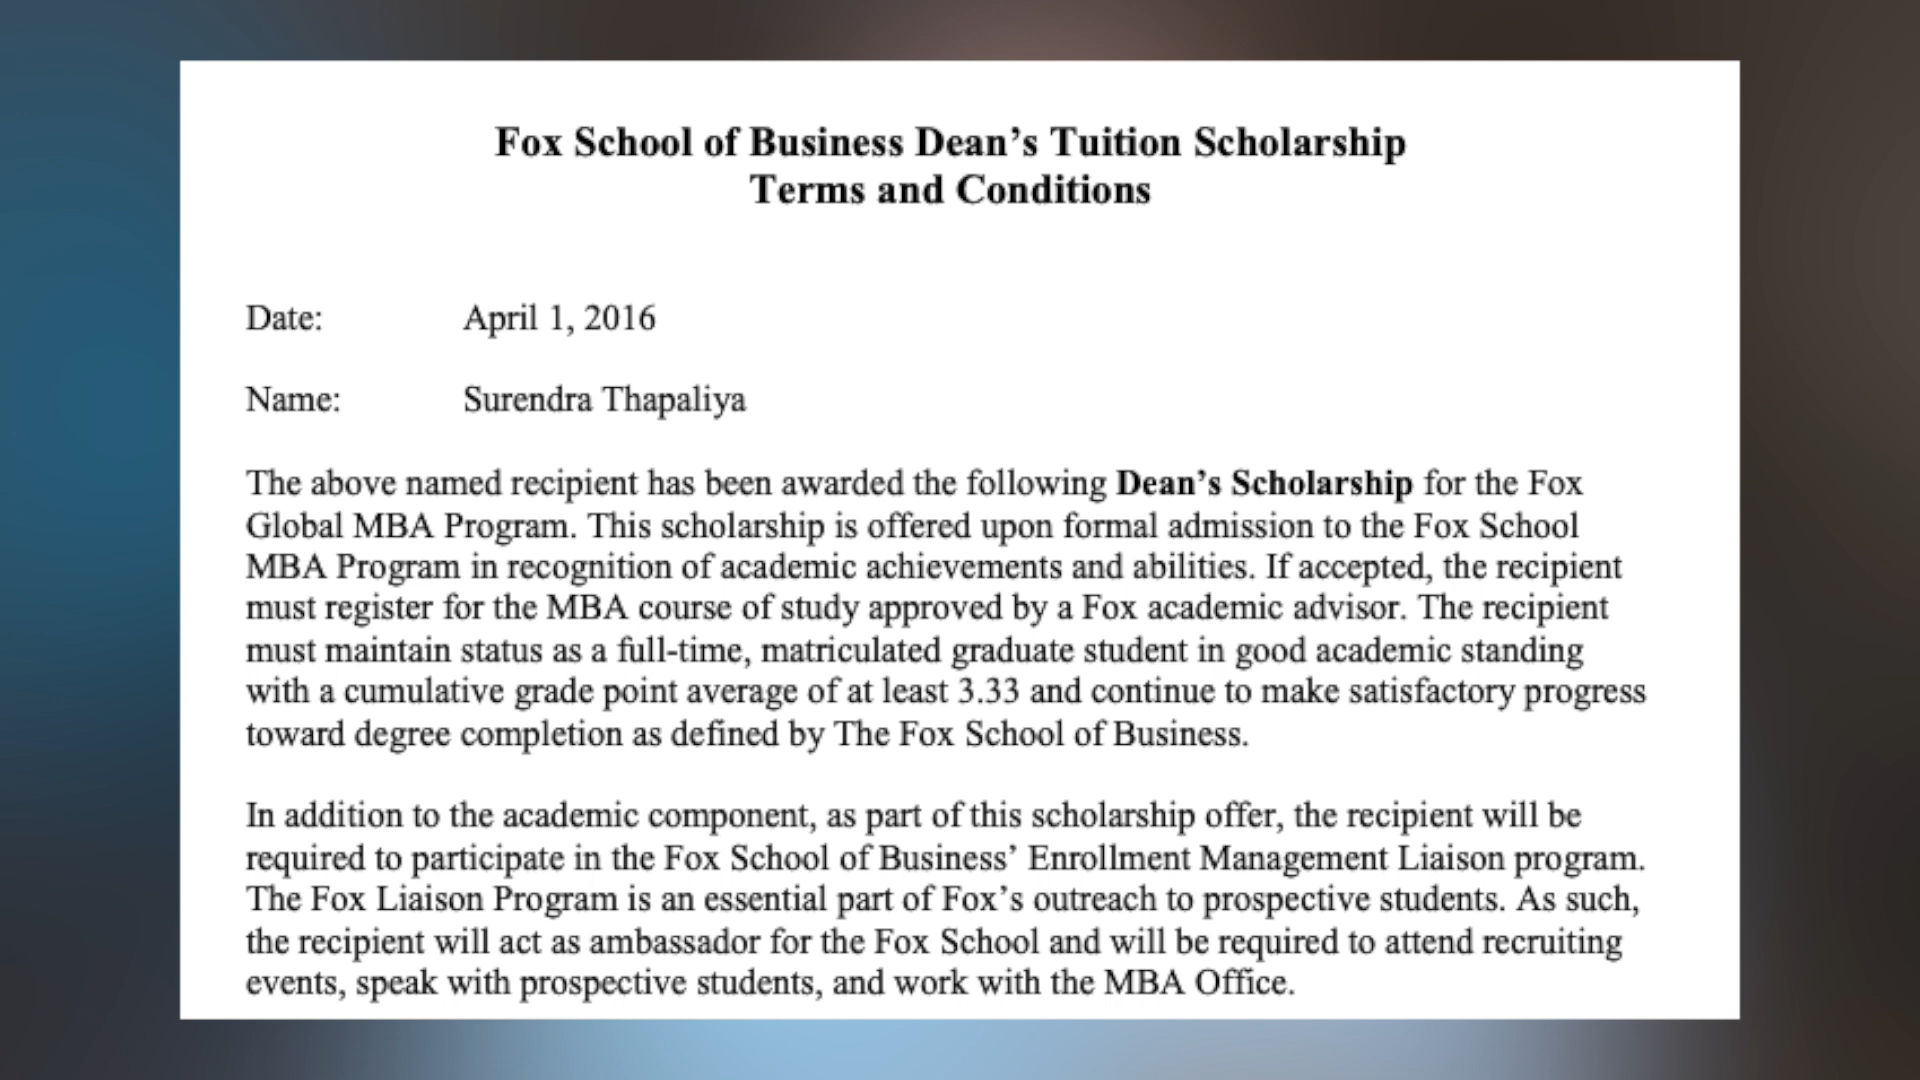 Fox School of Business Dean’s Tuition Scholarship
Terms and Conditions
Date: April 1, 2016
Name: Surendra Thapaliya
The above named recipient has been awarded the following Dean’s Scholarship for the Fox
Global MBA Program. This scholarship is offered upon formal admission to the Fox School
MBA Program in recognition of academic achievements and abilities. If accepted, the recipient
must register for the MBA course of study approved by a Fox academic advisor. The recipient
must maintain status as a full-time, matriculated graduate student in good academic standing
with a cumulative grade point average of at least 3.33 and continue to make satisfactory progress
toward degree completion as defined by The Fox School of Business.
In addition to the academic component, as part of this scholarship offer, the recipient will be
required to participate in the Fox School of Business’ Enrollment Management Liaison program.
The Fox Liaison Program is an essential part of Fox’s outreach to prospective students. As such,
the recipient will act as ambassador for the Fox School and will be required to attend recruiting
events, speak with prospective students, and work with the MBA Office.